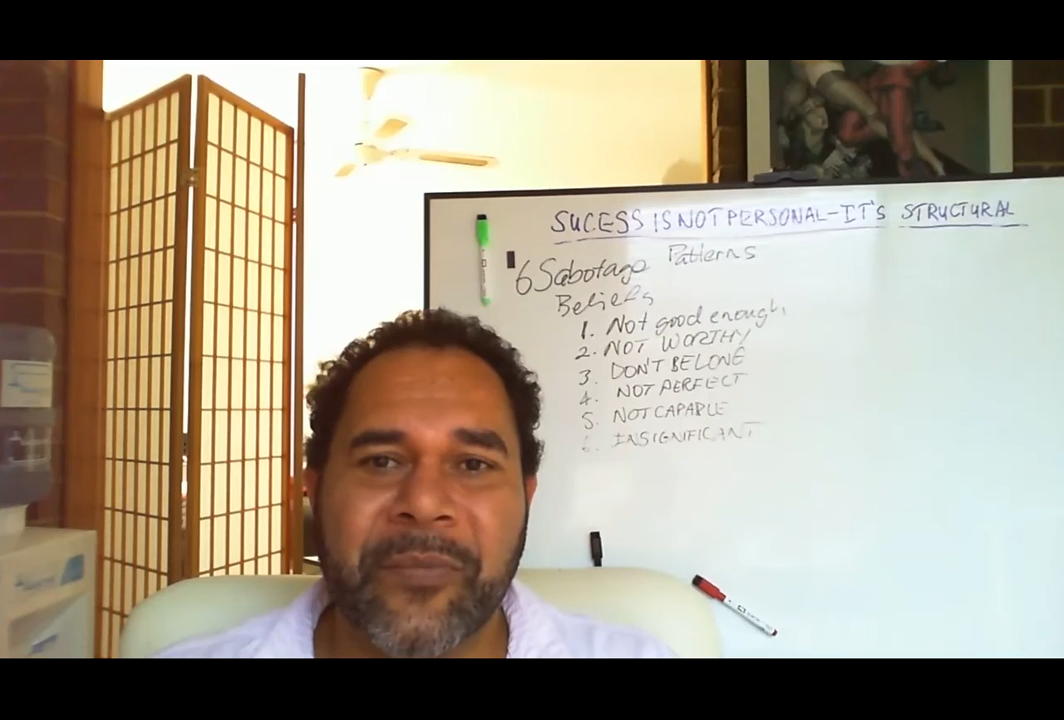 SUCESS IS NOT PERSONAL-IT'S STRUCTURAL
6 Sabotage Patterns
Beliefs
1. Not good enough,
2. NOT WORTHY
3. DON'T BELONG
4. NOT PERFECT
5. NOT CAPABLE
6. INSIGNIFICANT